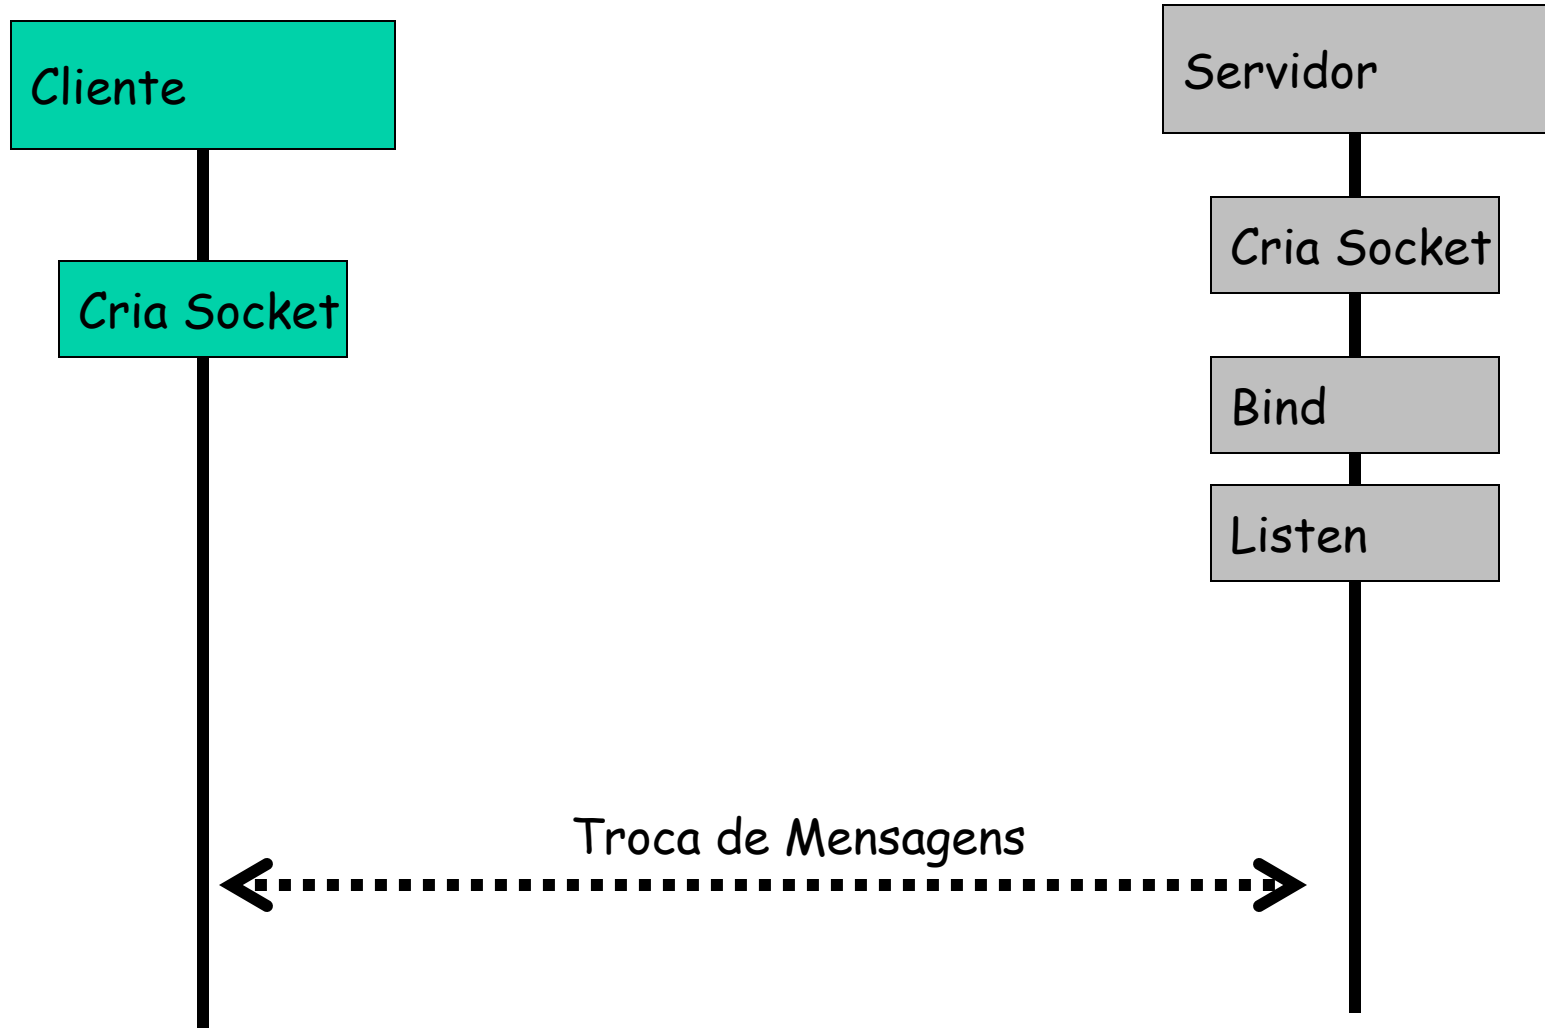 Cliente
Servidor
Cria Socket
Cria Socket
Bind
Listen
Troca de Mensagens